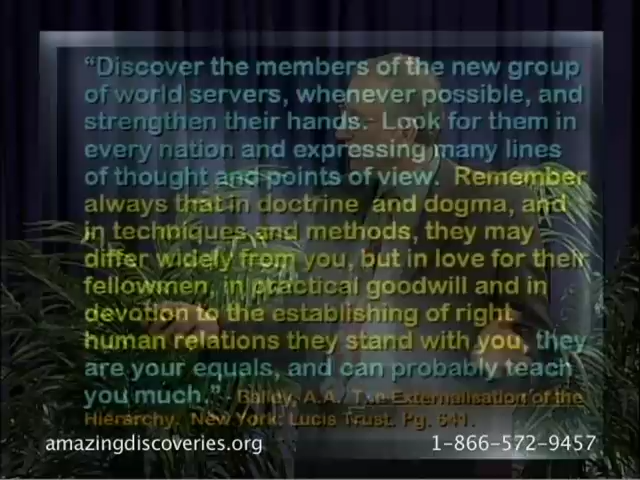 “Discover the members of the new group
of world servers, whenever possible, and
strengthen their hands.  Look for them in
every nation and expressing many lines
of thought and points of view.  Remember
always that in doctrine  and dogma, and
in techniques and methods, they may
differ widely from you, but in love for their
fellowmen, in practical goodwill and in
devotion to the establishing of right
human relations they stand with you, they
are your equals, and can probably teach
you much.” - Bailey, A.A. The Externalisation of the
Hierarchy.  New York: Lucis Trust.  Pg. 641.
amazingdiscoveries.org 1-866-572-9457